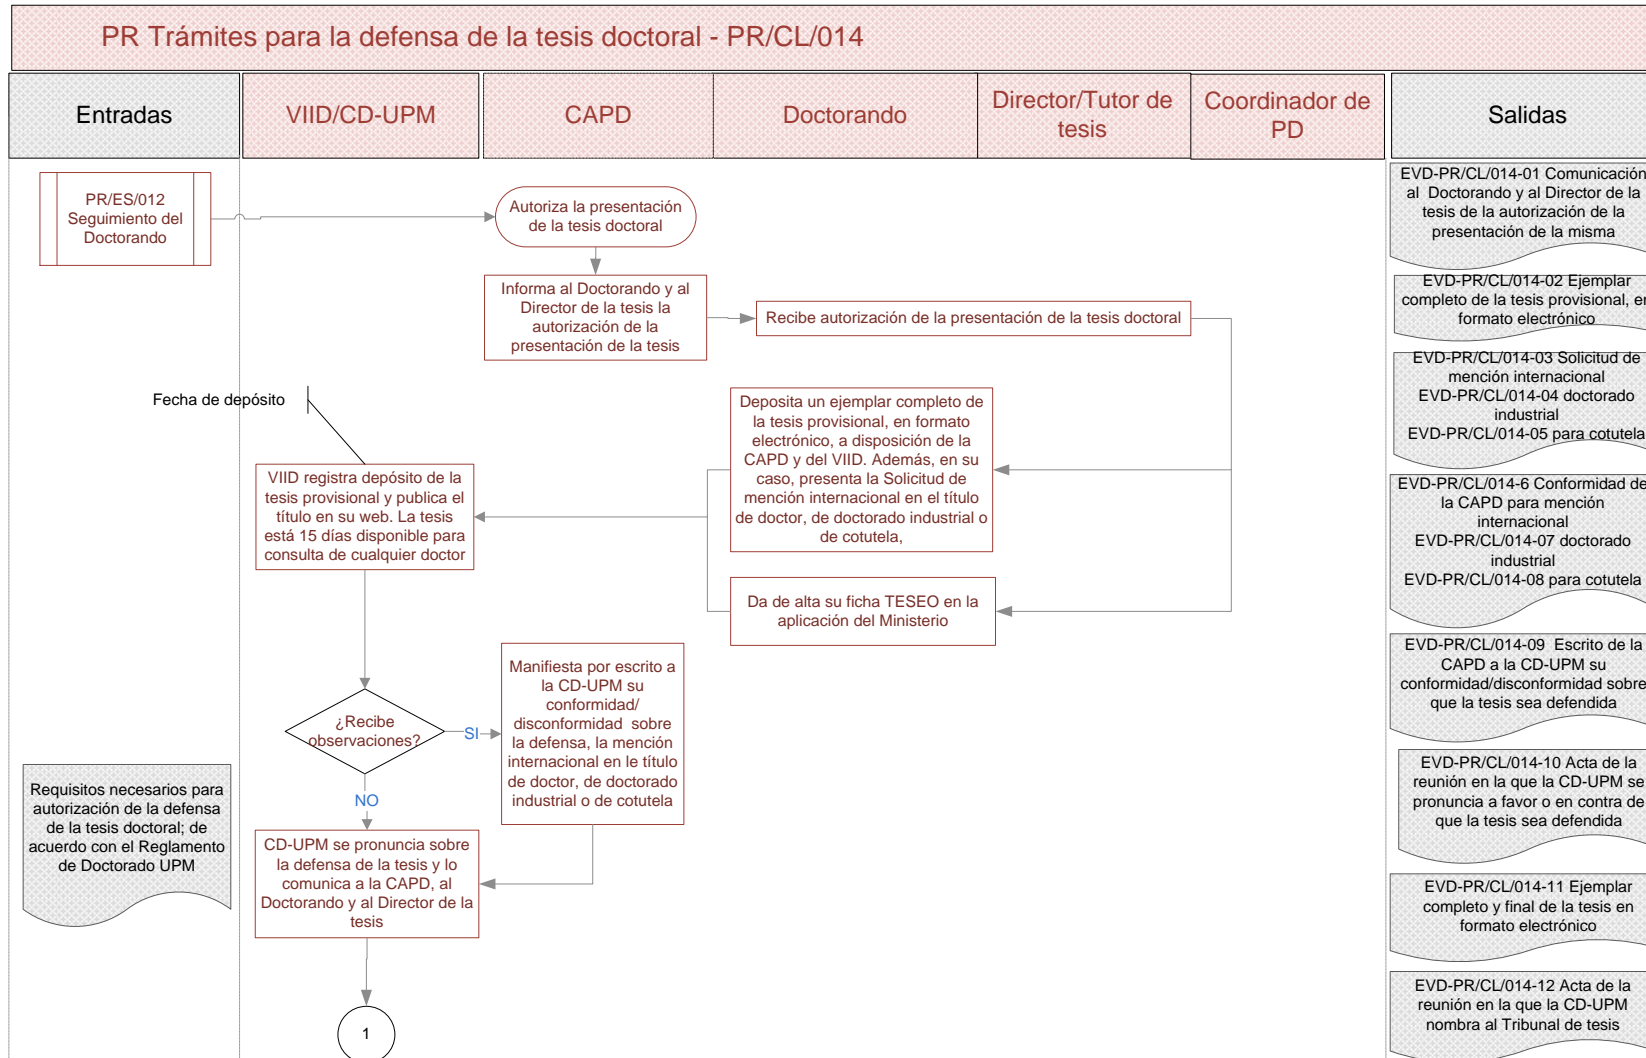 PR Trámites para la defensa de la tesis doctoral - PR/CL/014
Entradas
VIID/CD-UPM
CAPD
Doctorando
Director/Tutor de
tesis
Coordinador de
PD
Salidas
PR/ES/012
Seguimiento del
Doctorando
Autoriza la presentación
de la tesis doctoral
Informa al Doctorando y al
Director de la tesis la
autorización de la
presentación de la tesis
Recibe autorización de la presentación de la tesis doctoral
Fecha de depósito
Deposita un ejemplar completo de
la tesis provisional, en formato
electrónico, a disposición de la
CAPD y del VIID. Además, en su
caso, presenta la Solicitud de
mención internacional en el título
de doctor, de doctorado industrial o
de cotutela,
VIID registra depósito de la
tesis provisional y publica el
título en su web. La tesis
está 15 días disponible para
consulta de cualquier doctor
Da de alta su ficha TESEO en la
aplicación del Ministerio
¿Recibe
observaciones?
SI
NO
Manifiesta por escrito a
la CD-UPM su
conformidad/
disconformidad sobre
la defensa, la mención
internacional en le título
de doctor, de doctorado
industrial o de cotutela
Requisitos necesarios para
autorización de la defensa
de la tesis doctoral; de
acuerdo con el Reglamento
de Doctorado UPM
CD-UPM se pronuncia sobre
la defensa de la tesis y lo
comunica a la CAPD, al
Doctorando y al Director de la
tesis
1
EVD-PR/CL/014-01 Comunicación
al Doctorando y al Director de la
tesis de la autorización de la
presentación de la misma
EVD-PR/CL/014-02 Ejemplar
completo de la tesis provisional, en
formato electrónico
EVD-PR/CL/014-03 Solicitud de
mención internacional
EVD-PR/CL/014-04 doctorado
industrial
EVD-PR/CL/014-05 para cotutela
EVD-PR/CL/014-6 Conformidad de
la CAPD para mención
internacional
EVD-PR/CL/014-07 doctorado
industrial
EVD-PR/CL/014-08 para cotutela
EVD-PR/CL/014-09 Escrito de la
CAPD a la CD-UPM su
conformidad/disconformidad sobre
que la tesis sea defendida
EVD-PR/CL/014-10 Acta de la
reunión en la que la CD-UPM se
pronuncia a favor o en contra de
que la tesis sea defendida
EVD-PR/CL/014-11 Ejemplar
completo y final de la tesis en
formato electrónico
EVD-PR/CL/014-12 Acta de la
reunión en la que la CD-UPM
nombra al Tribunal de tesis